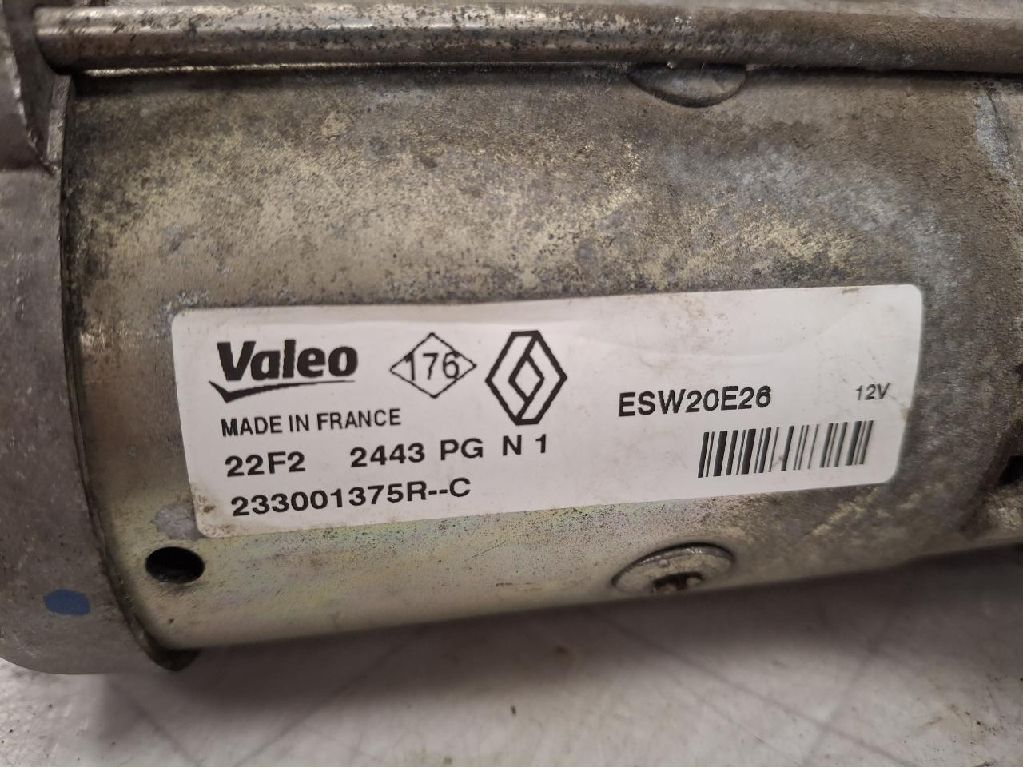 Valeo 176
ESW20E26 12V
MADE IN FRANCE
22F2 2443 PG N 1
233001375R--C